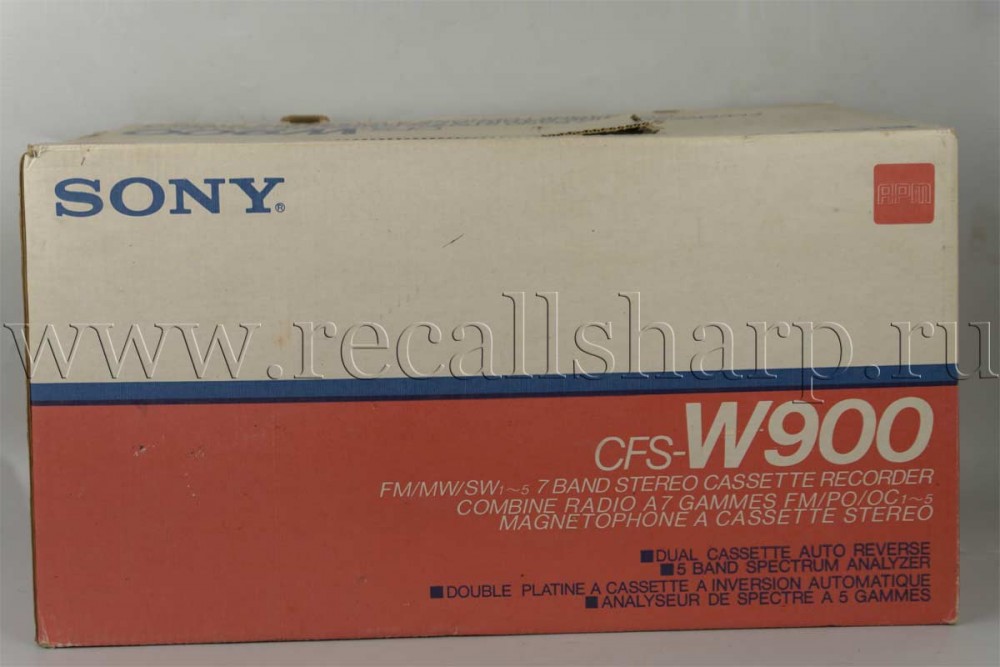 SONY®
APM
www.recallsharp.ru
CFS-W900
FM/MW/SW1~5 7 BAND STEREO CASSETTE RECORDER
COMBINE RADIO A 7 GAMMES FM/PO/OC1~5
MAGNETOPHONE A CASSETTE STEREO
■DUAL CASSETTE AUTO REVERSE
■5 BAND SPECTRUM ANALYZER
■DOUBLE PLATINE A CASSETTE A INVERSION AUTOMATIQUE
■ANALYSEUR DE SPECTRE A 5 GAMMES